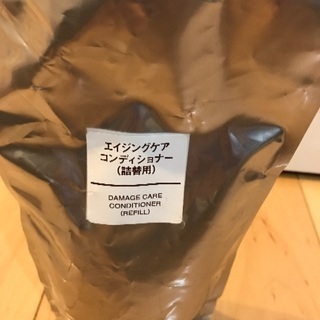 エイジングケア
コンディショナー
(詰替用)
DAMAGE CARE
CONDITIONER
(REFILL)